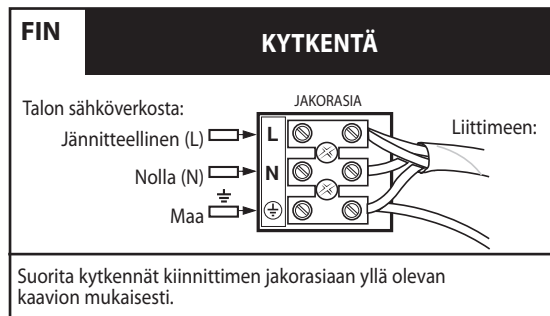 FIN
KYTKENTÄ
Talon sähköverkosta:
JAKORASIA
Liittimeen:
Jännitteellinen (L)
L
Nolla (N)
N
Maa
Suorita kytkennät kiinnittimen jakorasiaan yllä olevan
kaavion mukaisesti.